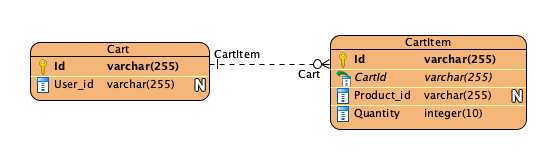 Cart
Id varchar(255)
User_id varchar(255) N
CartItem
Cart
CartItem
Id varchar(255)
CartId varchar(255)
Product_id varchar(255) N
Quantity integer(10)